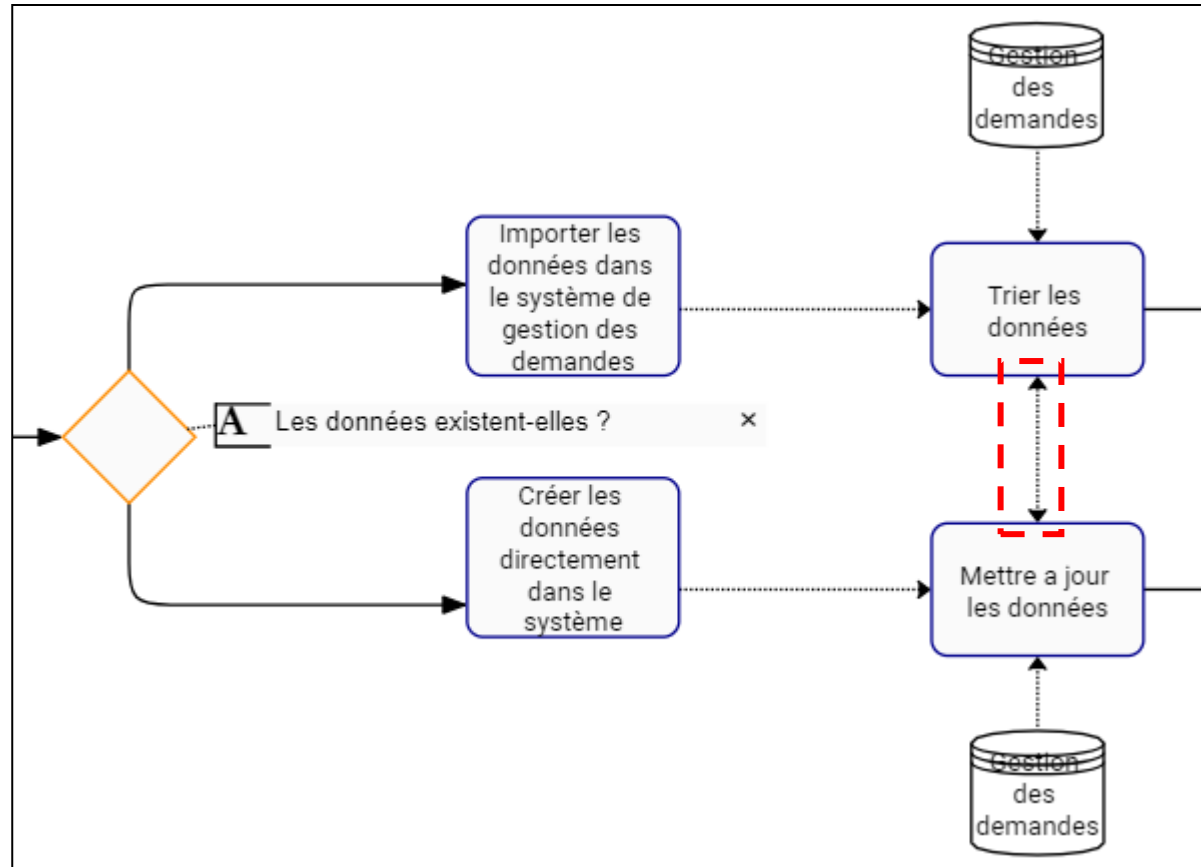 Gestion
des
demandes
Importer les
données dans
le système de
gestion des
demandes
Trier les
données
A Les données existent-elles ? ×
Créer les
données
directement
dans le
système
Mettre a jour
les données
Gestion
des
demandes